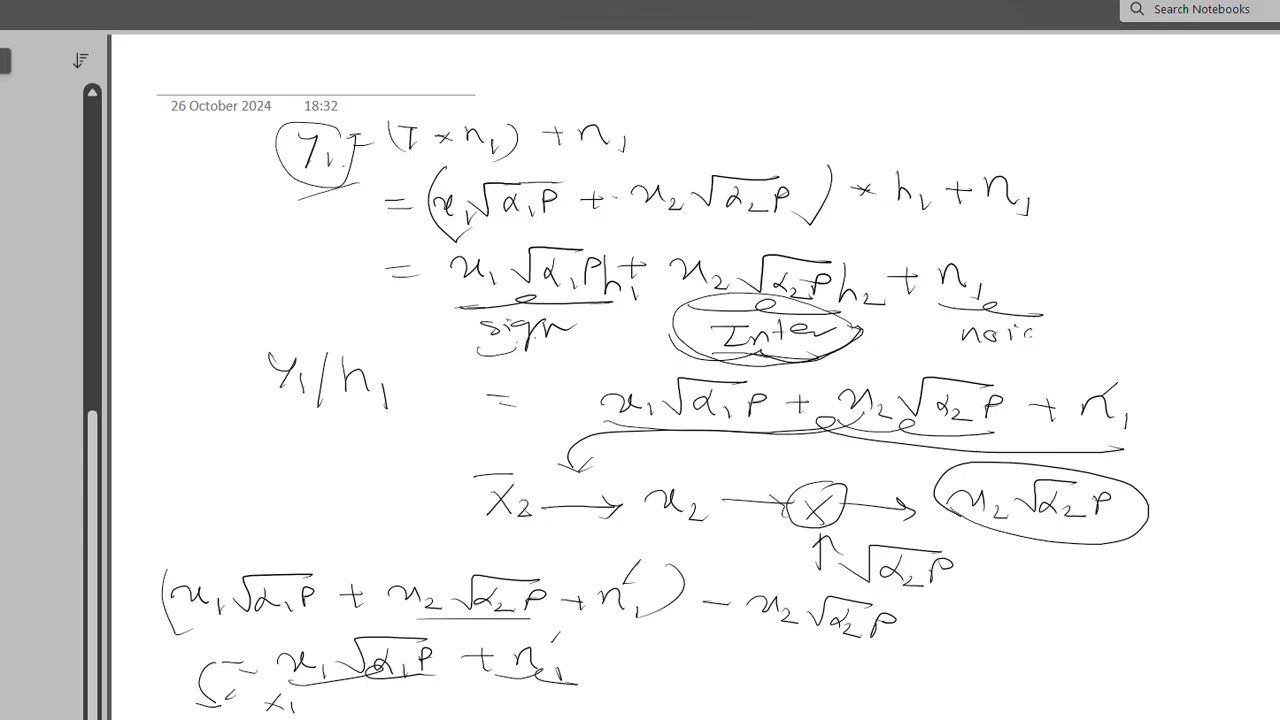 Search Notebooks
26 October 2024 18:32
y₁ = (T * h₁) + n₁
= (x₁√α₁P + x₂√α₂P) * h₁ + n₁
= x₁√α₁P h₁ + x₂√α₂P h₂ + n₁
sign Inter nois
y₁/h₁ = x₁√α₁P + x₂√α₂P + n₁′
X̅₂ → x₂ → X → x₂√α₂P
↑ √α₂P
(x₁√α₁P + x₂√α₂P + n₁′) - x₂√α₂P
= x₁√α₁P + n₁′
x₁